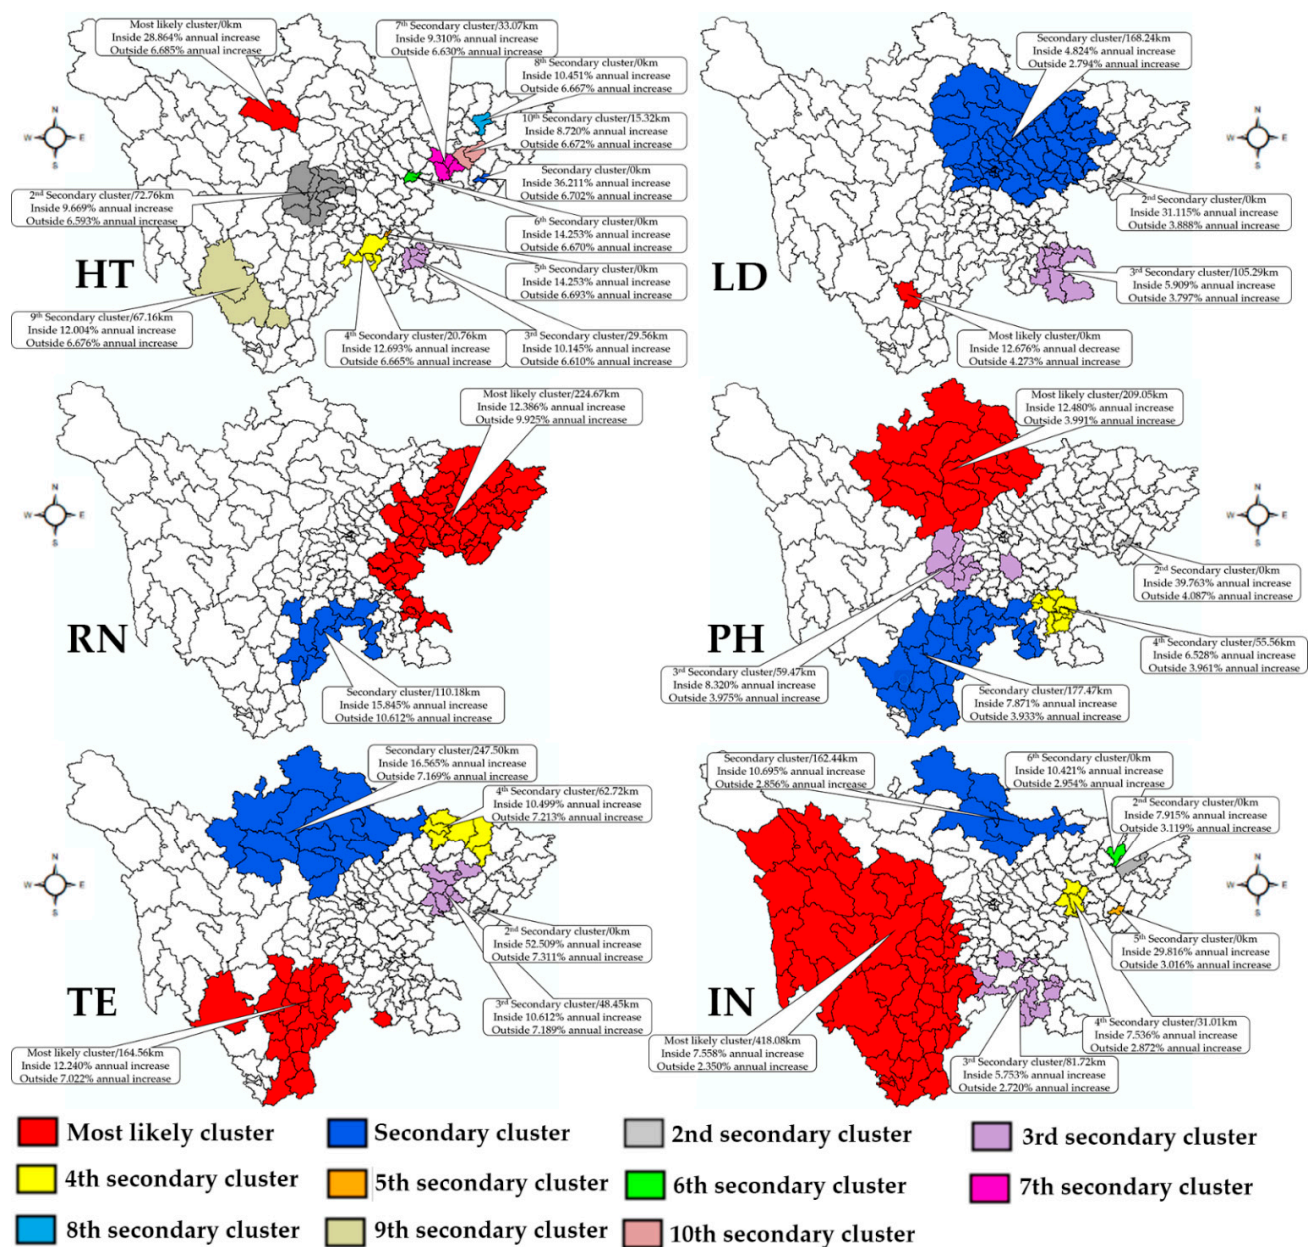 Most likely cluster/0km
Inside 28.864% annual increase
Outside 6.685% annual increase
7th Secondary cluster/33.07km
Inside 9.310% annual increase
Outside 6.630% annual increase
8th Secondary cluster/0km
Inside 10.451% annual increase
Outside 6.667% annual increase
10th Secondary cluster/15.32km
Inside 8.720% annual increase
Outside 6.672% annual increase
Secondary cluster/0km
Inside 36.211% annual increase
Outside 6.702% annual increase
2nd Secondary cluster/72.76km
Inside 9.669% annual increase
Outside 6.593% annual increase
6th Secondary cluster/0km
Inside 14.253% annual increase
Outside 6.670% annual increase
5th Secondary cluster/0km
Inside 14.253% annual increase
Outside 6.693% annual increase
HT
9th Secondary cluster/67.16km
Inside 12.004% annual increase
Outside 6.676% annual increase
4th Secondary cluster/20.76km
Inside 12.693% annual increase
Outside 6.665% annual increase
3rd Secondary cluster/29.56km
Inside 10.145% annual increase
Outside 6.610% annual increase
N
W E
S
Secondary cluster/168.24km
Inside 4.824% annual increase
Outside 2.794% annual increase
N
W E
S
2nd Secondary cluster/0km
Inside 31.115% annual increase
Outside 3.888% annual increase
3rd Secondary cluster/105.29km
Inside 5.909% annual increase
Outside 3.797% annual increase
LD
Most likely cluster/0km
Inside 12.676% annual decrease
Outside 4.273% annual increase
Most likely cluster/224.67km
Inside 12.386% annual increase
Outside 9.925% annual increase
N
W E
S
RN
Secondary cluster/110.18km
Inside 15.845% annual increase
Outside 10.612% annual increase
Most likely cluster/209.05km
Inside 12.480% annual increase
Outside 3.991% annual increase
N
W E
S
2nd Secondary cluster/0km
Inside 39.763% annual increase
Outside 4.087% annual increase
PH
4th Secondary cluster/55.56km
Inside 6.528% annual increase
Outside 3.961% annual increase
3rd Secondary cluster/59.47km
Inside 8.320% annual increase
Outside 3.975% annual increase
Secondary cluster/177.47km
Inside 7.871% annual increase
Outside 3.933% annual increase
Secondary cluster/247.50km
Inside 16.565% annual increase
Outside 7.169% annual increase
4th Secondary cluster/62.72km
Inside 10.499% annual increase
Outside 7.213% annual increase
N
W E
S
2nd Secondary cluster/0km
Inside 52.509% annual increase
Outside 7.311% annual increase
TE
3rd Secondary cluster/48.45km
Inside 10.612% annual increase
Outside 7.189% annual increase
Most likely cluster/164.56km
Inside 12.240% annual increase
Outside 7.022% annual increase
Secondary cluster/162.44km
Inside 10.695% annual increase
Outside 2.856% annual increase
6th Secondary cluster/0km
Inside 10.421% annual increase
Outside 2.954% annual increase
2nd Secondary cluster/0km
Inside 7.915% annual increase
Outside 3.119% annual increase
N
W E
S
5th Secondary cluster/0km
Inside 29.816% annual increase
Outside 3.016% annual increase
IN
4th Secondary cluster/31.01km
Inside 7.536% annual increase
Outside 2.872% annual increase
Most likely cluster/418.08km
Inside 7.558% annual increase
Outside 2.350% annual increase
3rd Secondary cluster/81.72km
Inside 5.753% annual increase
Outside 2.720% annual increase
Most likely cluster
Secondary cluster
2nd secondary cluster
3rd secondary cluster
4th secondary cluster
5th secondary cluster
6th secondary cluster
7th secondary cluster
8th secondary cluster
9th secondary cluster
10th secondary cluster